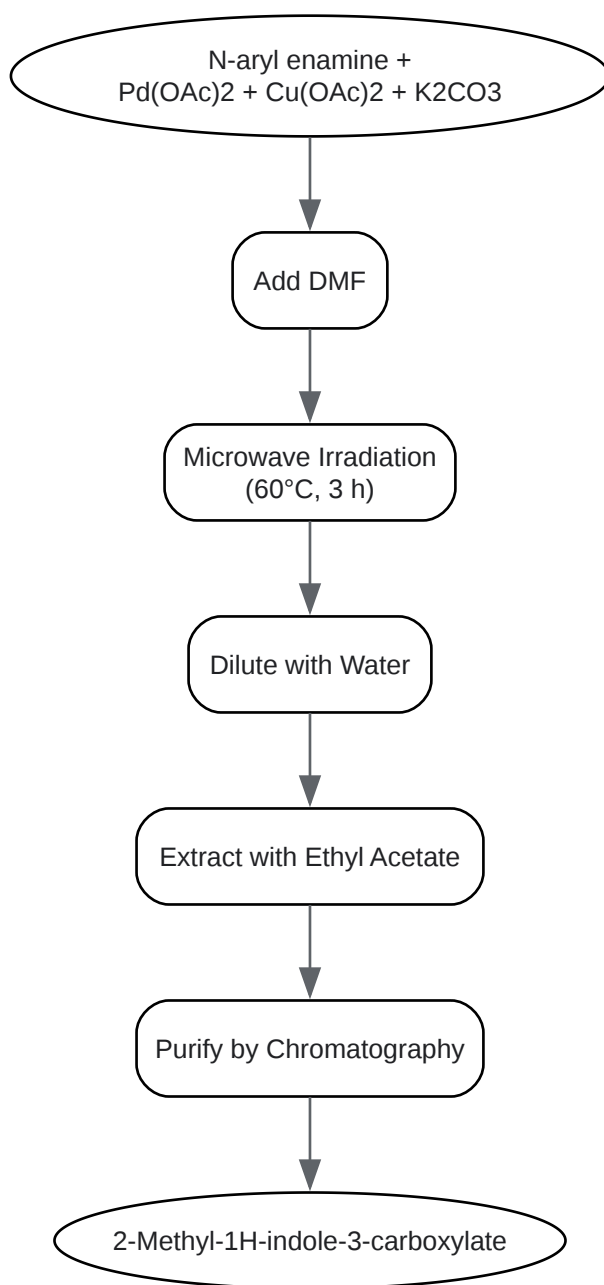 N-aryl enamine +
Pd(OAc)2 + Cu(OAc)2 + K2CO3
Add DMF
Microwave Irradiation
(60°C, 3 h)
Dilute with Water
Extract with Ethyl Acetate
Purify by Chromatography
2-Methyl-1H-indole-3-carboxylate